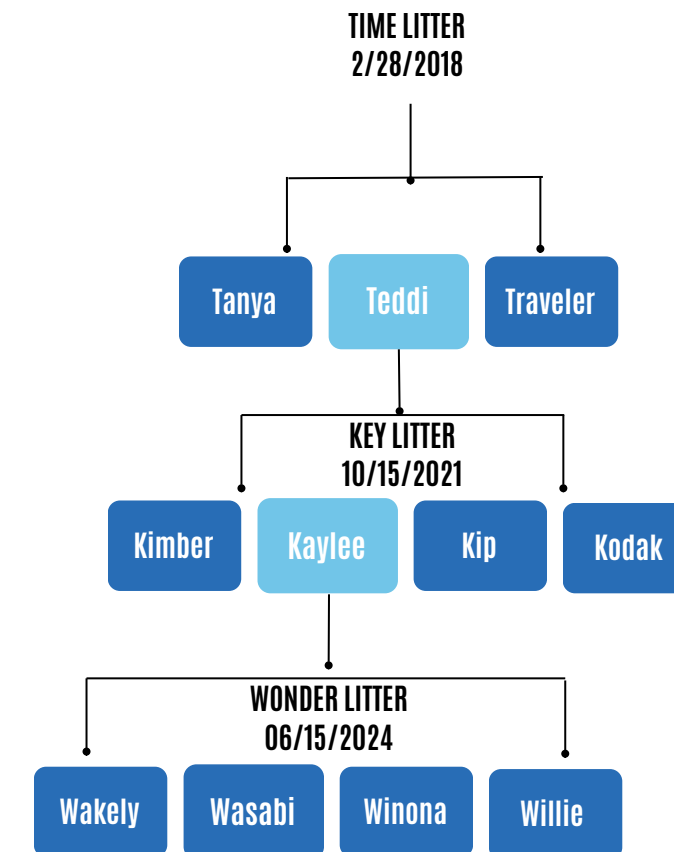 TIME LITTER
2/28/2018
Tanya
Teddi
Traveler
KEY LITTER
10/15/2021
Kimber
Kaylee
Kip
Kodak
WONDER LITTER
06/15/2024
Wakely
Wasabi
Winona
Willie